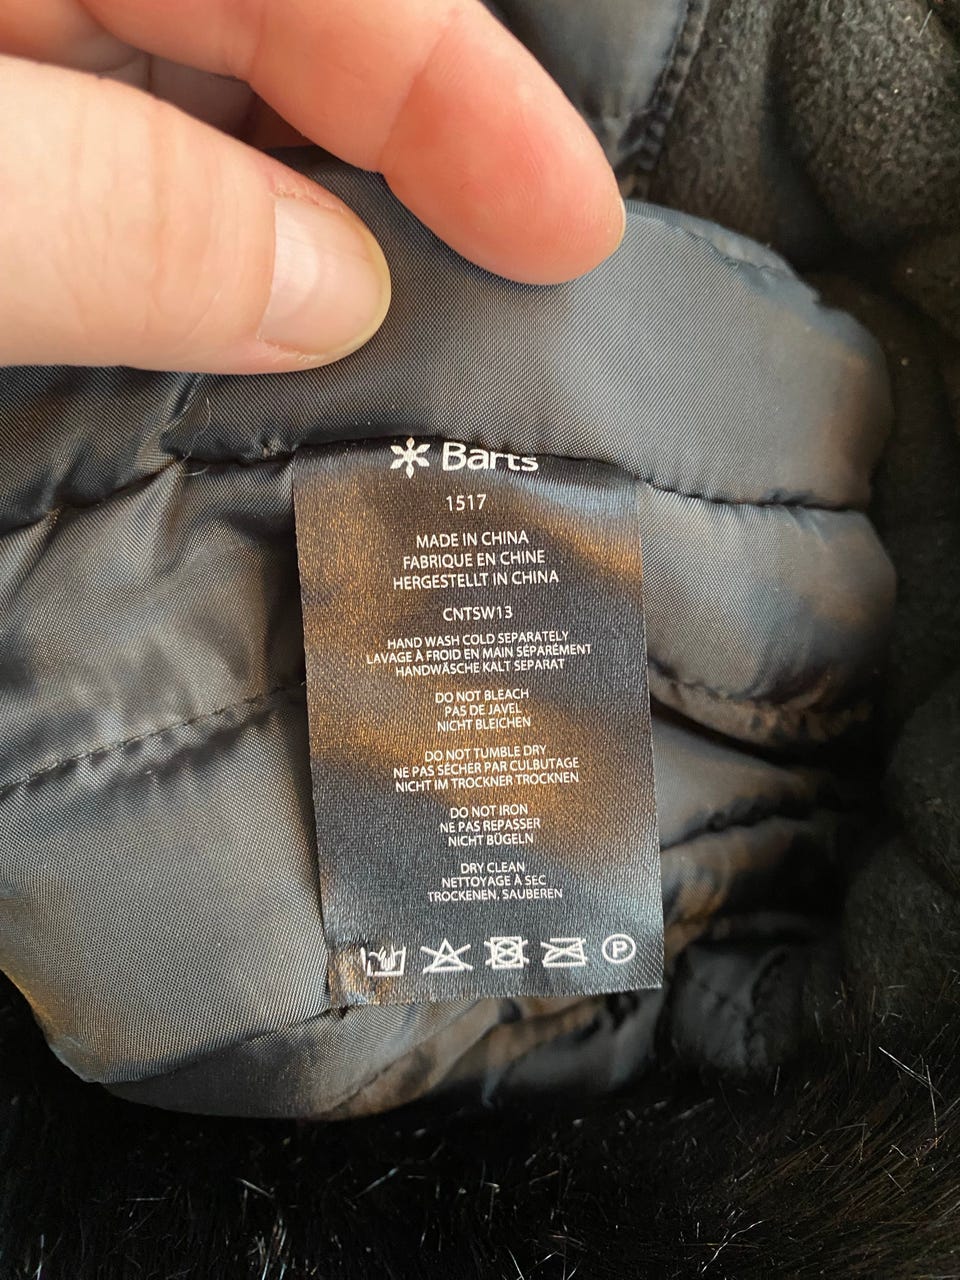 Barts
1517
MADE IN CHINA
FABRIQUE EN CHINE
HERGESTELLT IN CHINA
CNTSW13
HAND WASH COLD SEPARATELY
LAVAGE À FROID EN MAIN SÉPARÉMENT
HANDWÄSCHE KALT SEPARAT
DO NOT BLEACH
PAS DE JAVEL
NICHT BLEICHEN
DO NOT TUMBLE DRY
NE PAS SÉCHER PAR CULBUTAGE
NICHT IM TROCKNER TROCKNEN
DO NOT IRON
NE PAS REPASSER
NICHT BÜGELN
DRY CLEAN
NETTOYAGE À SEC
TROCKENEN, SAUBEREN
P